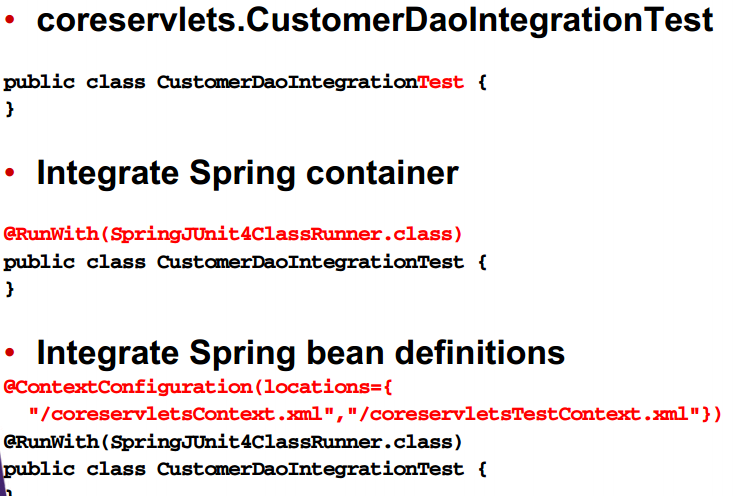 • coreservlets.CustomerDaoIntegrationTest
public class CustomerDaoIntegrationTest {
}
• Integrate Spring container
@RunWith(SpringJUnit4ClassRunner.class)
public class CustomerDaoIntegrationTest {
}
• Integrate Spring bean definitions
@ContextConfiguration(locations={
"/coreservletsContext.xml","/coreservletsTestContext.xml"})
@RunWith(SpringJUnit4ClassRunner.class)
public class CustomerDaoIntegrationTest {
}